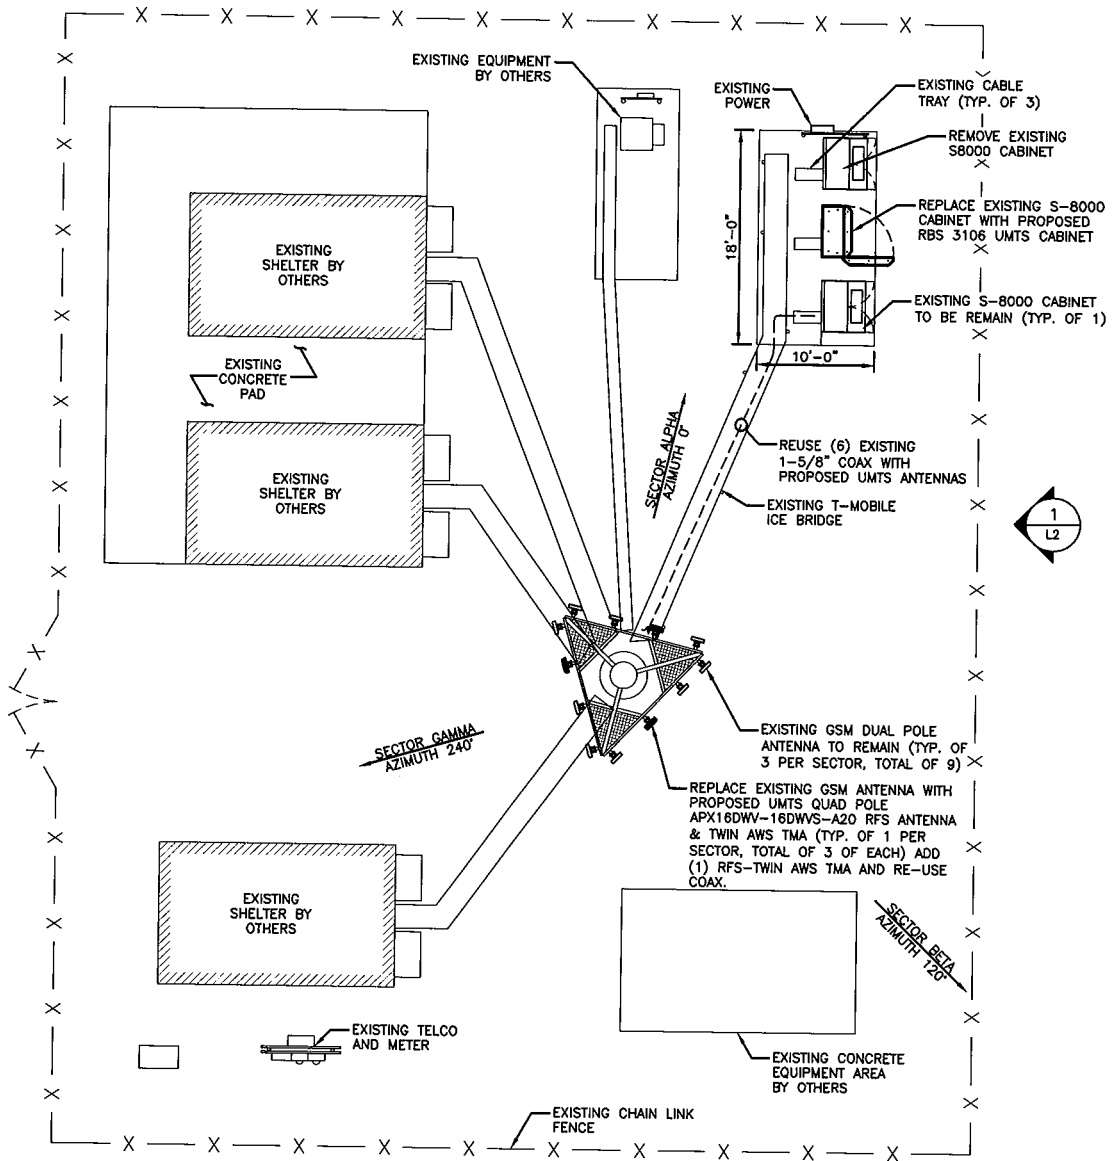 EXISTING EQUIPMENT
BY OTHERS
EXISTING
POWER
EXISTING CABLE
TRAY (TYP. OF 3)
REMOVE EXISTING
S8000 CABINET
REPLACE EXISTING S-8000
CABINET WITH PROPOSED
RBS 3106 UMTS CABINET
EXISTING S-8000 CABINET
TO BE REMAIN (TYP. OF 1)
18'-0"
10'-0"
EXISTING
SHELTER BY
OTHERS
EXISTING
CONCRETE
PAD
EXISTING
SHELTER BY
OTHERS
SECTOR ALPHA
AZIMUTH 0°
REUSE (6) EXISTING
1-5/8" COAX WITH
PROPOSED UMTS ANTENNAS
EXISTING T-MOBILE
ICE BRIDGE
1
L2
SECTOR GAMMA
AZIMUTH 240°
EXISTING GSM DUAL POLE
ANTENNA TO REMAIN (TYP. OF
3 PER SECTOR, TOTAL OF 9)
REPLACE EXISTING GSM ANTENNA WITH
PROPOSED UMTS QUAD POLE
APX16DWV-16DWVS-A20 RFS ANTENNA
& TWIN AWS TMA (TYP. OF 1 PER
SECTOR, TOTAL OF 3 OF EACH) ADD
(1) RFS-TWIN AWS TMA AND RE-USE
COAX.
EXISTING
SHELTER BY
OTHERS
SECTOR BETA
AZIMUTH 120°
EXISTING TELCO
AND METER
EXISTING CONCRETE
EQUIPMENT AREA
BY OTHERS
EXISTING CHAIN LINK
FENCE